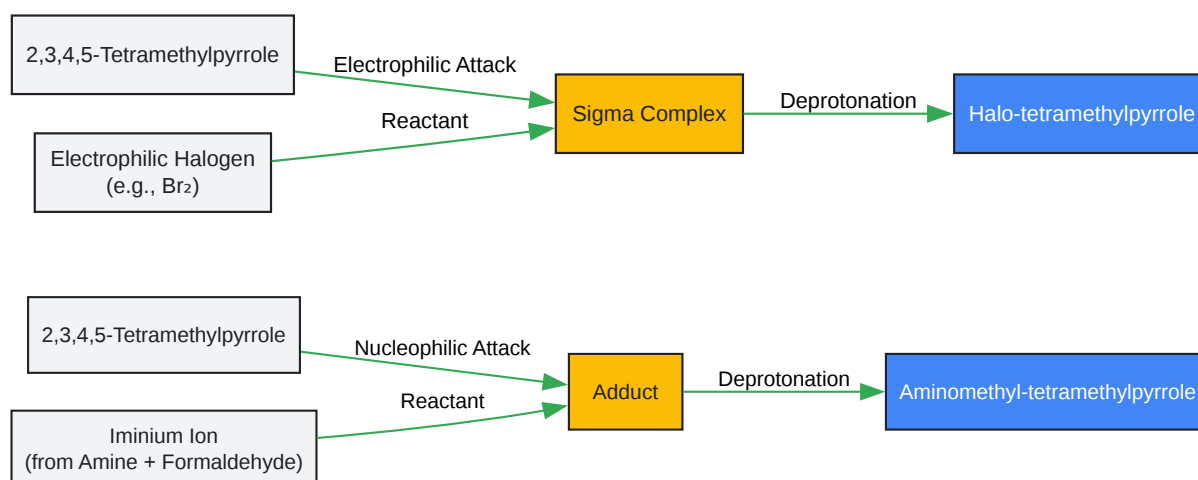 2,3,4,5-Tetramethylpyrrole
Electrophilic Attack
Reactant
Electrophilic Halogen
(e.g., Br₂)
Sigma Complex
Deprotonation
Halo-tetramethylpyrrole
2,3,4,5-Tetramethylpyrrole
Nucleophilic Attack
Reactant
Iminium Ion
(from Amine + Formaldehyde)
Adduct
Deprotonation
Aminomethyl-tetramethylpyrrole